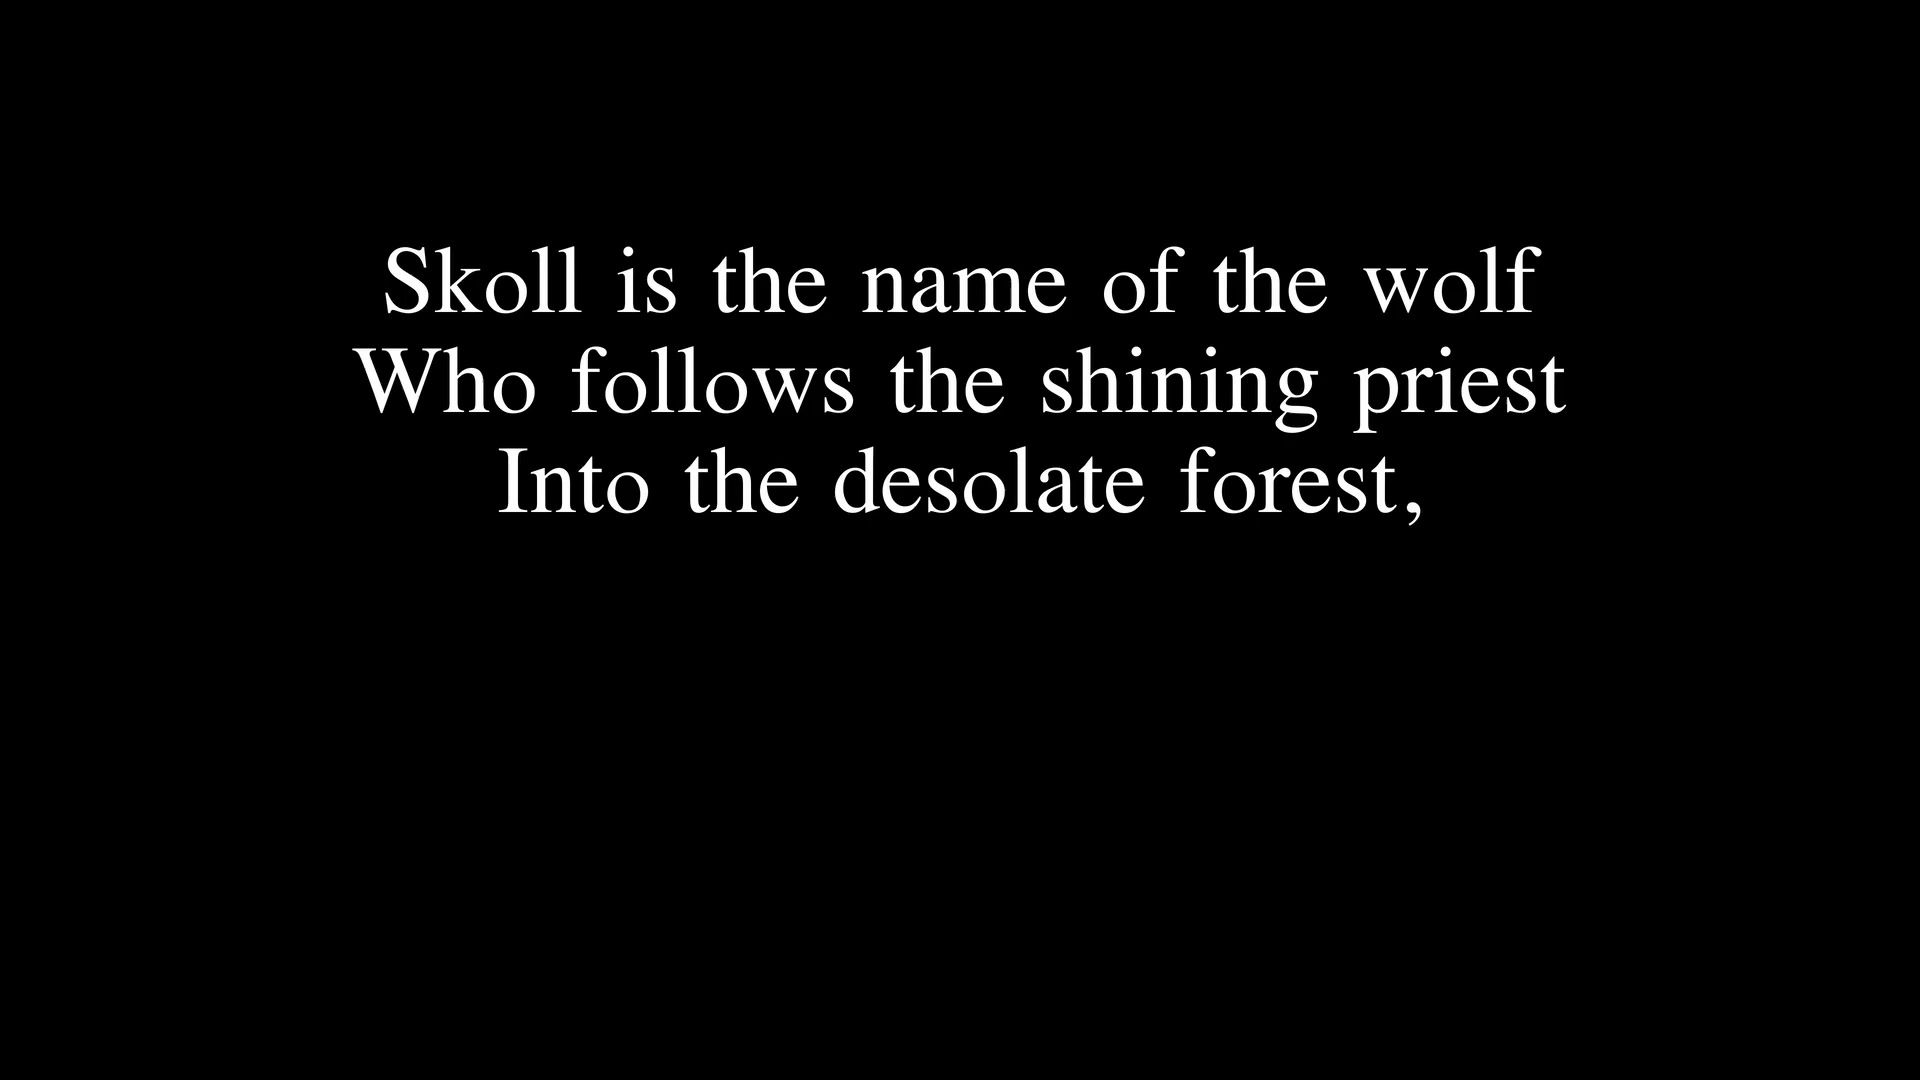 Skoll is the name of the wolf
Who follows the shining priest
Into the desolate forest,